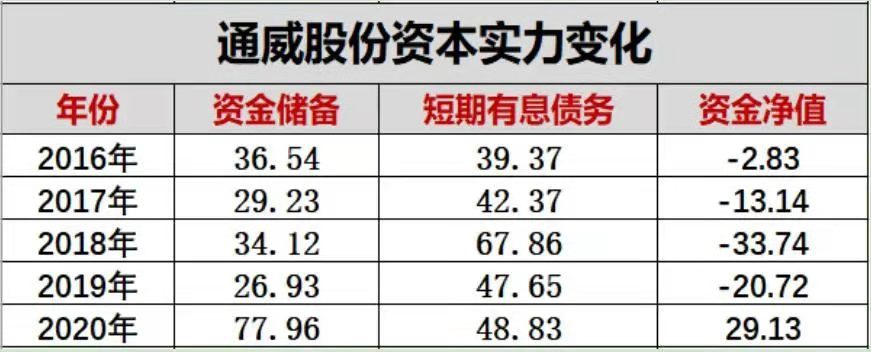 通威股份资本实力变化
年份 资金储备 短期有息债务 资金净值
2016年 36.54 39.37 -2.83
2017年 29.23 42.37 -13.14
2018年 34.12 67.86 -33.74
2019年 26.93 47.65 -20.72
2020年 77.96 48.83 29.13